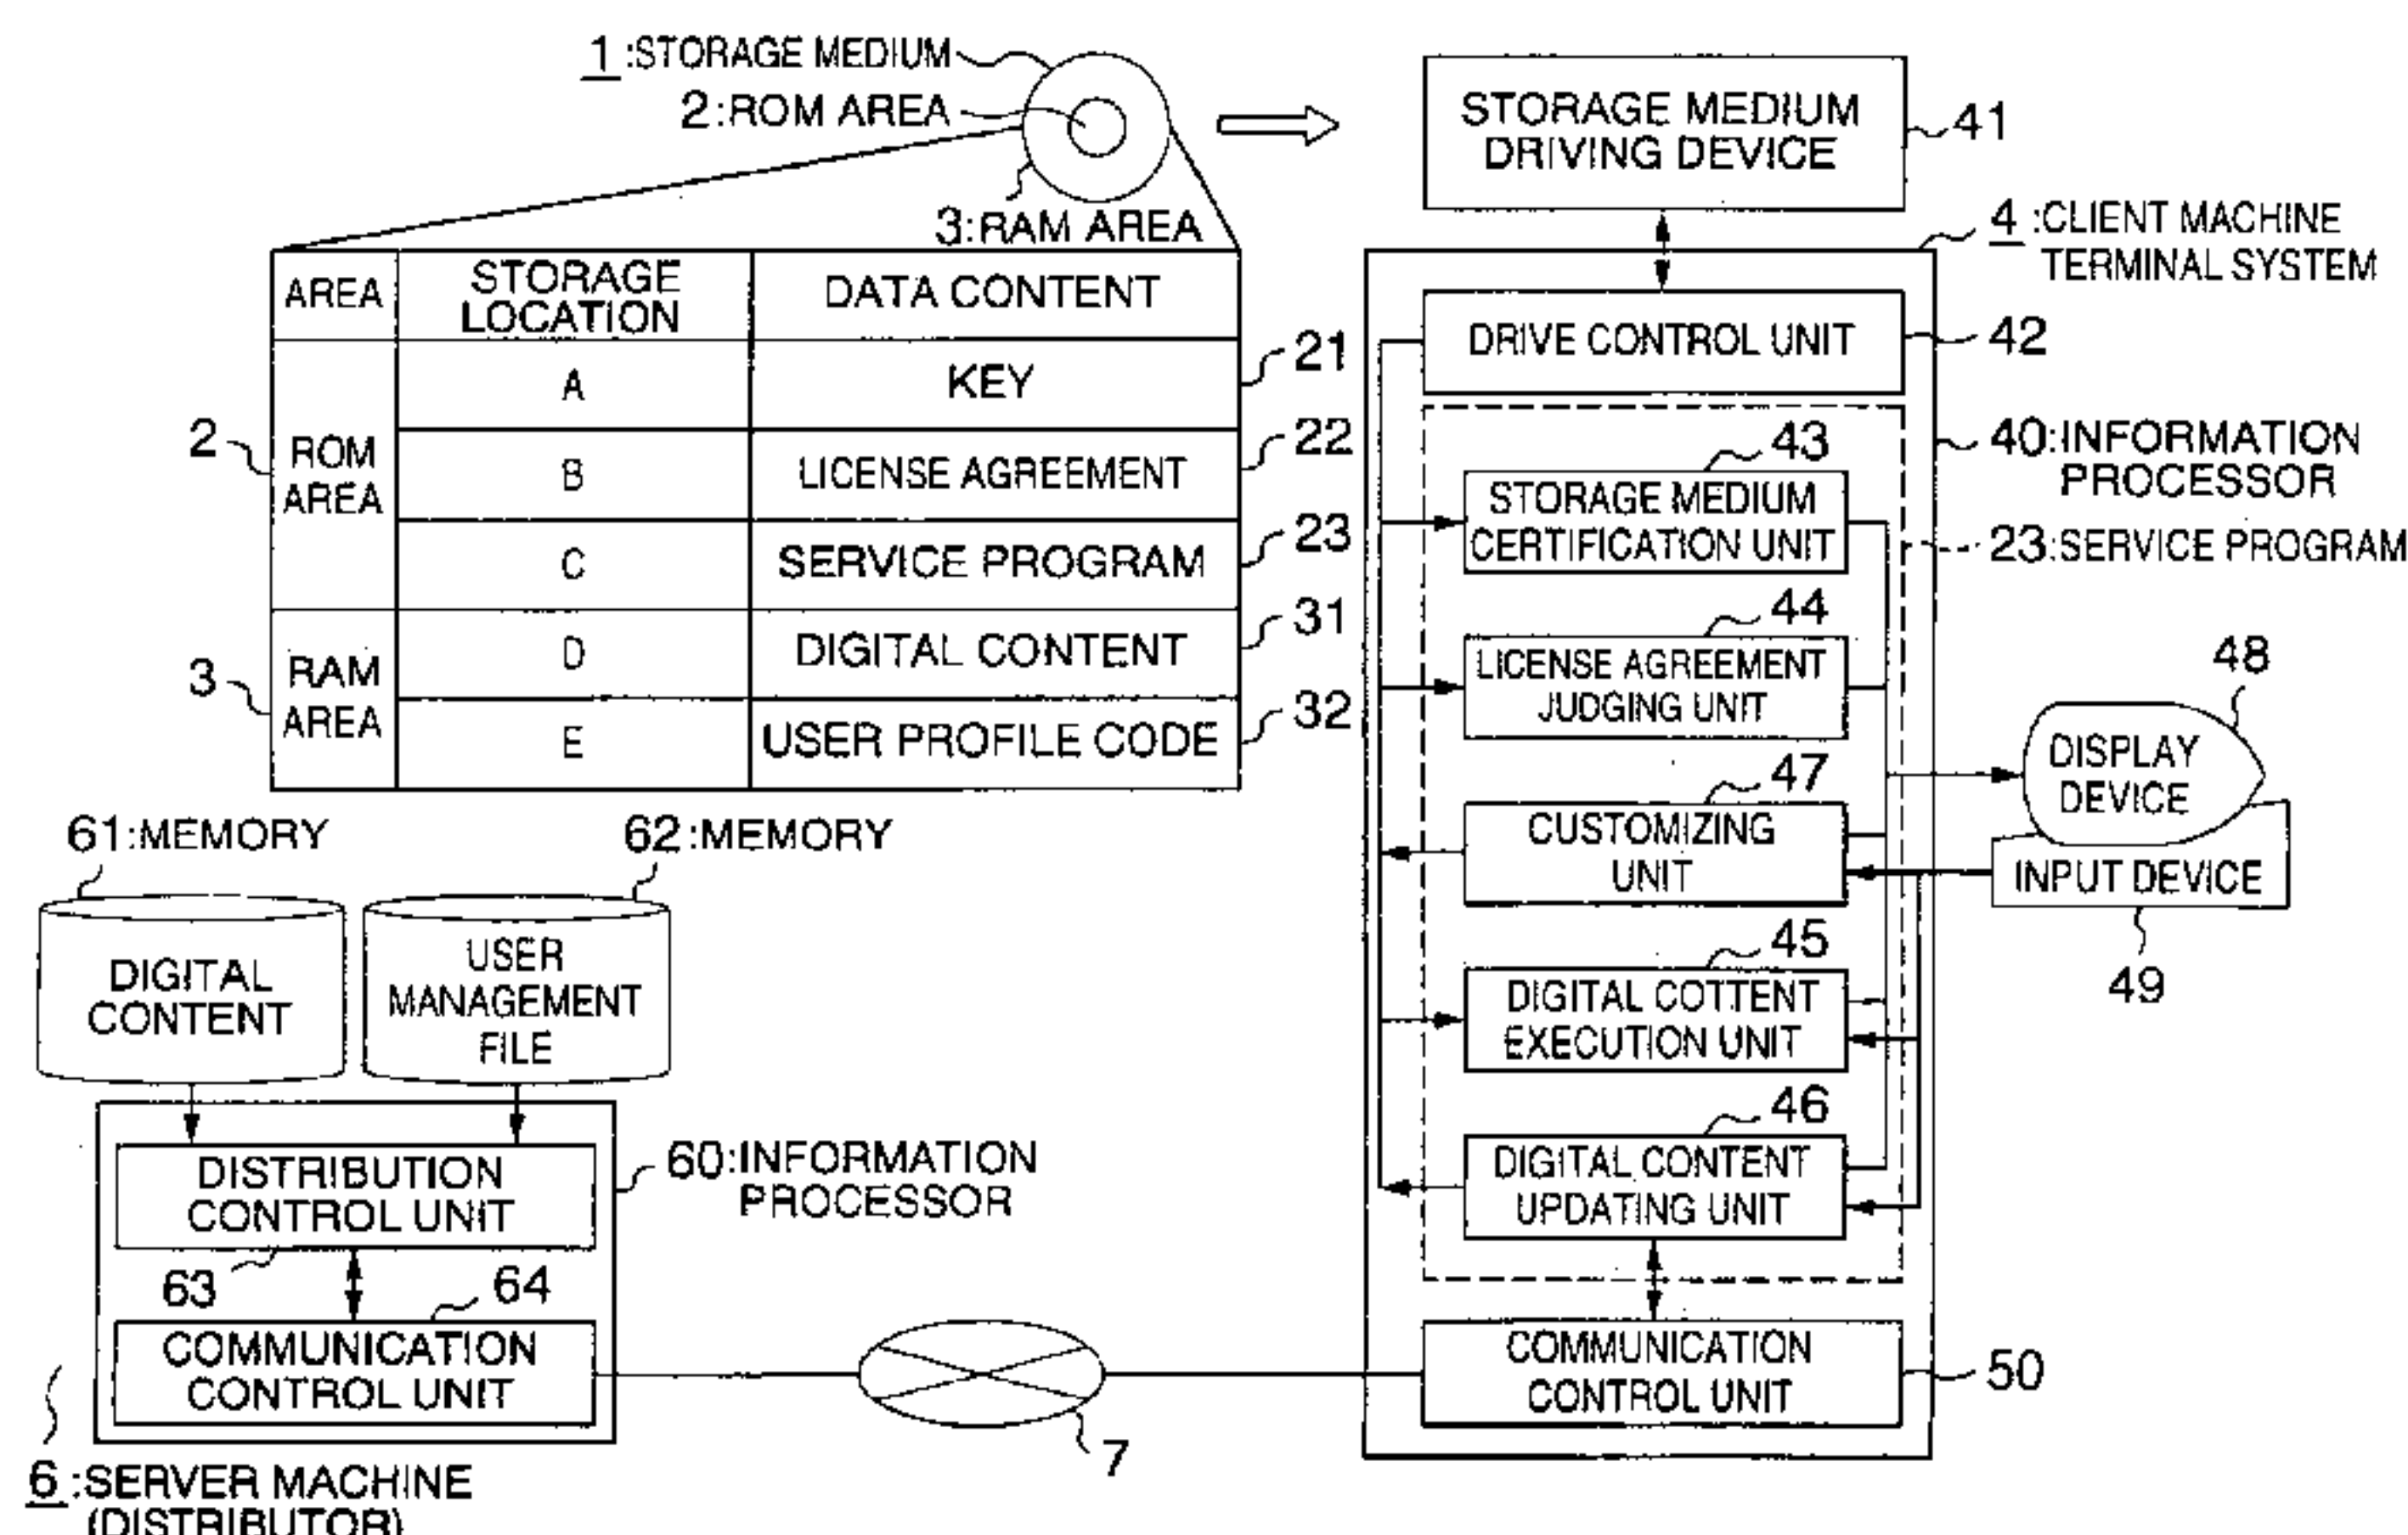 1:STORAGE MEDIUM
2:ROM AREA
3:RAM AREA
AREA
STORAGE
LOCATION
DATA CONTENT
2
ROM
AREA
A
KEY
21
B
LICENSE AGREEMENT
22
C
SERVICE PROGRAM
23
3
RAM
AREA
D
DIGITAL CONTENT
31
E
USER PROFILE CODE
32
STORAGE MEDIUM
DRIVING DEVICE
41
4:CLIENT MACHINE
TERMINAL SYSTEM
DRIVE CONTROL UNIT
42
40:INFORMATION
PROCESSOR
23:SERVICE PROGRAM
43
STORAGE MEDIUM
CERTIFICATION UNIT
44
LICENSE AGREEMENT
JUDGING UNIT
47
CUSTOMIZING
UNIT
45
DIGITAL COTTENT
EXECUTION UNIT
46
DIGITAL CONTENT
UPDATING UNIT
48
DISPLAY
DEVICE
INPUT DEVICE
49
COMMUNICATION
CONTROL UNIT
50
61:MEMORY
62:MEMORY
DIGITAL
CONTENT
USER
MANAGEMENT
FILE
DISTRIBUTION
CONTROL UNIT
60:INFORMATION
PROCESSOR
63
64
COMMUNICATION
CONTROL UNIT
7
6:SERVER MACHINE
(DISTRIBUTOR)